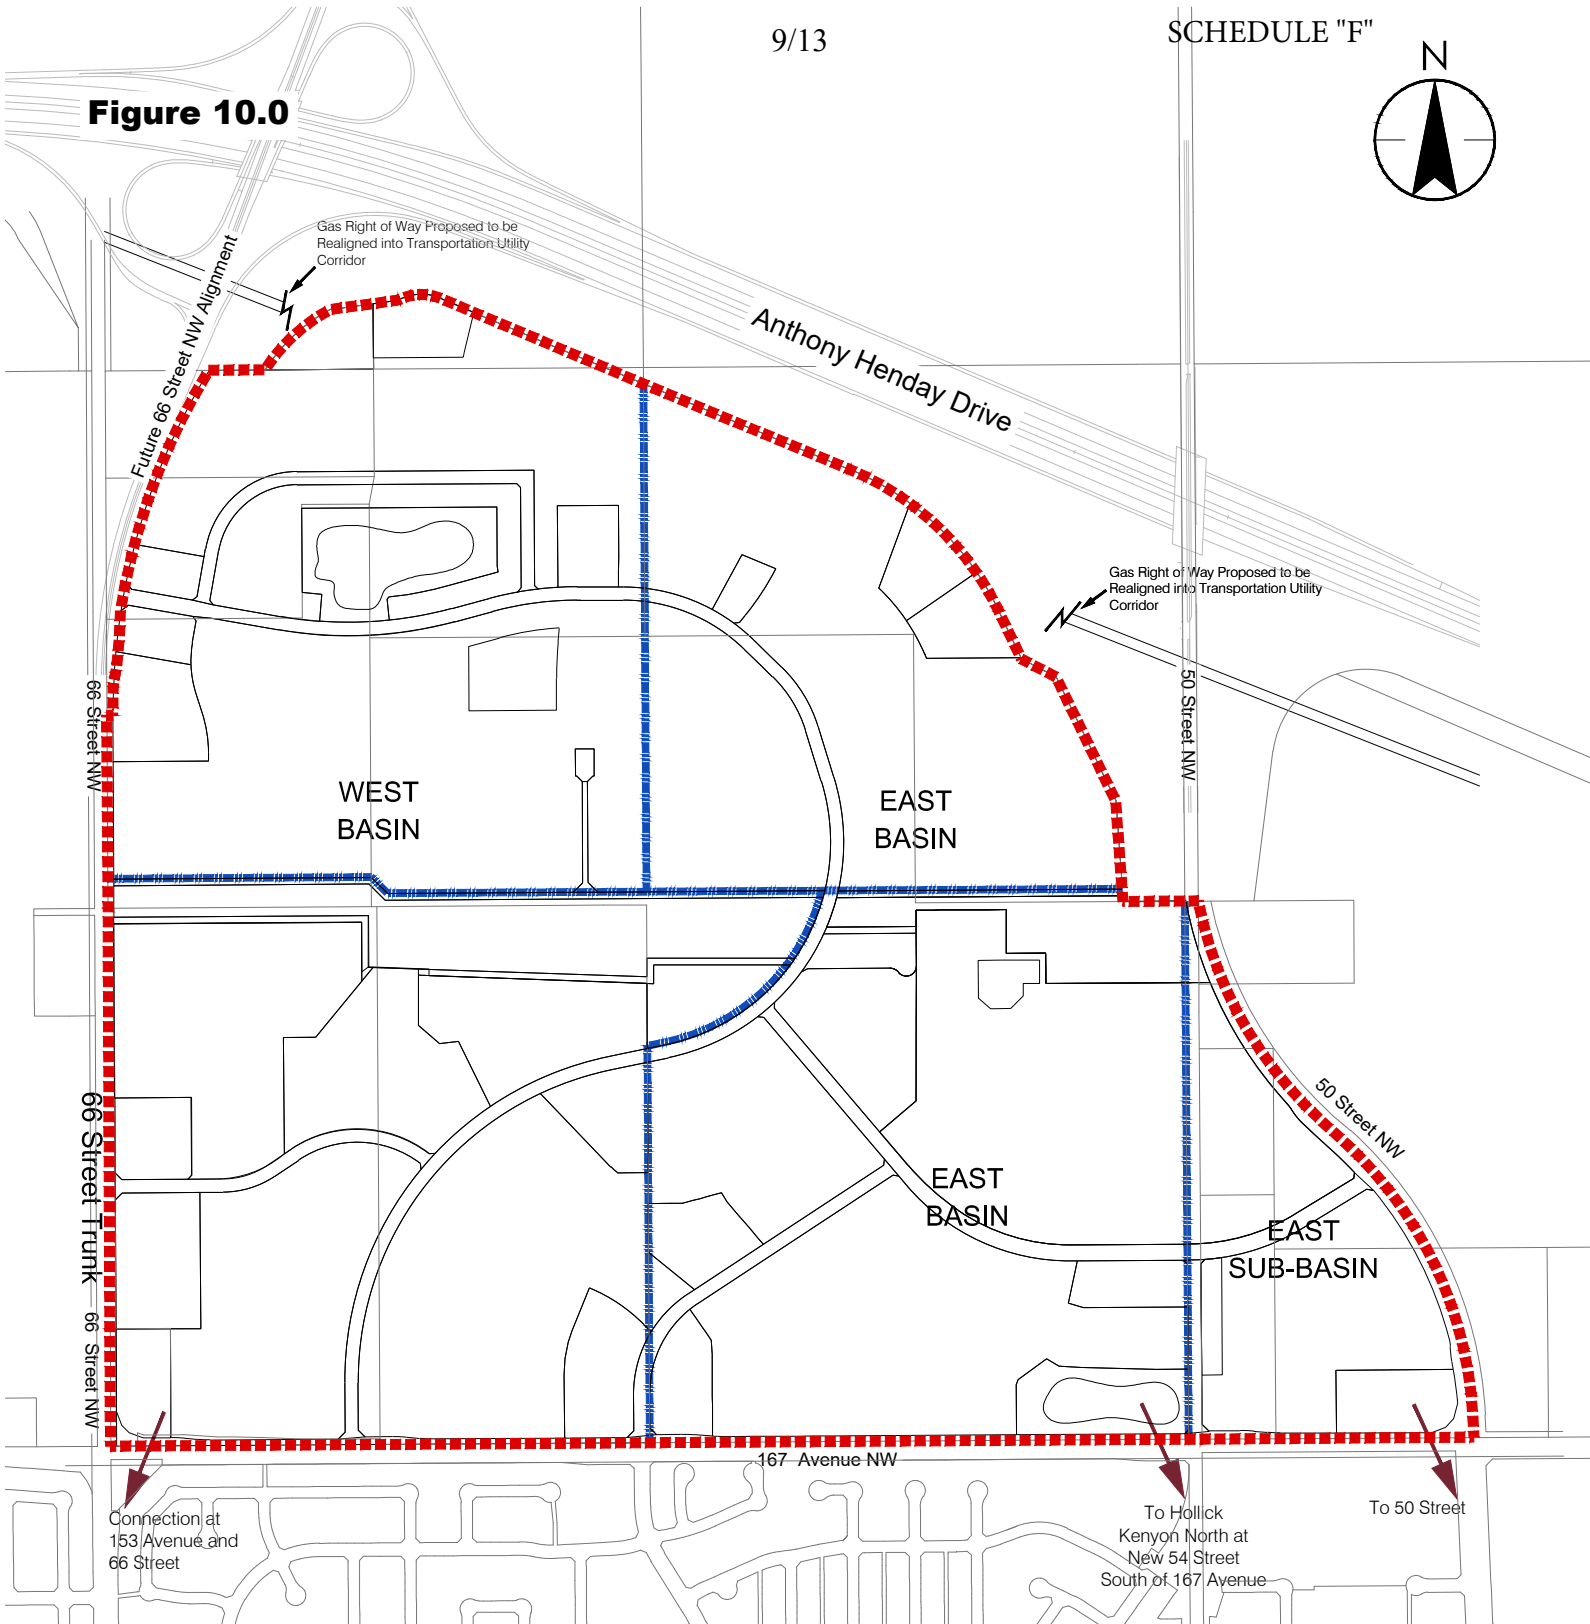 9/13
SCHEDULE "F"
N
Figure 10.0
Gas Right of Way Proposed to be
Realigned into Transportation Utility
Corridor
Future 66 Street NW Alignment
Anthony Henday Drive
Gas Right of Way Proposed to be
Realigned into Transportation Utility
Corridor
66 Street NW
50 Street NW
WEST
BASIN
EAST
BASIN
66 Street Trunk
50 Street NW
EAST
BASIN
EAST
SUB-BASIN
66 Street NW
167 Avenue NW
Connection at
153 Avenue and
66 Street
To Hollick
Kenyon North at
New 54 Street
South of 167 Avenue
To 50 Street